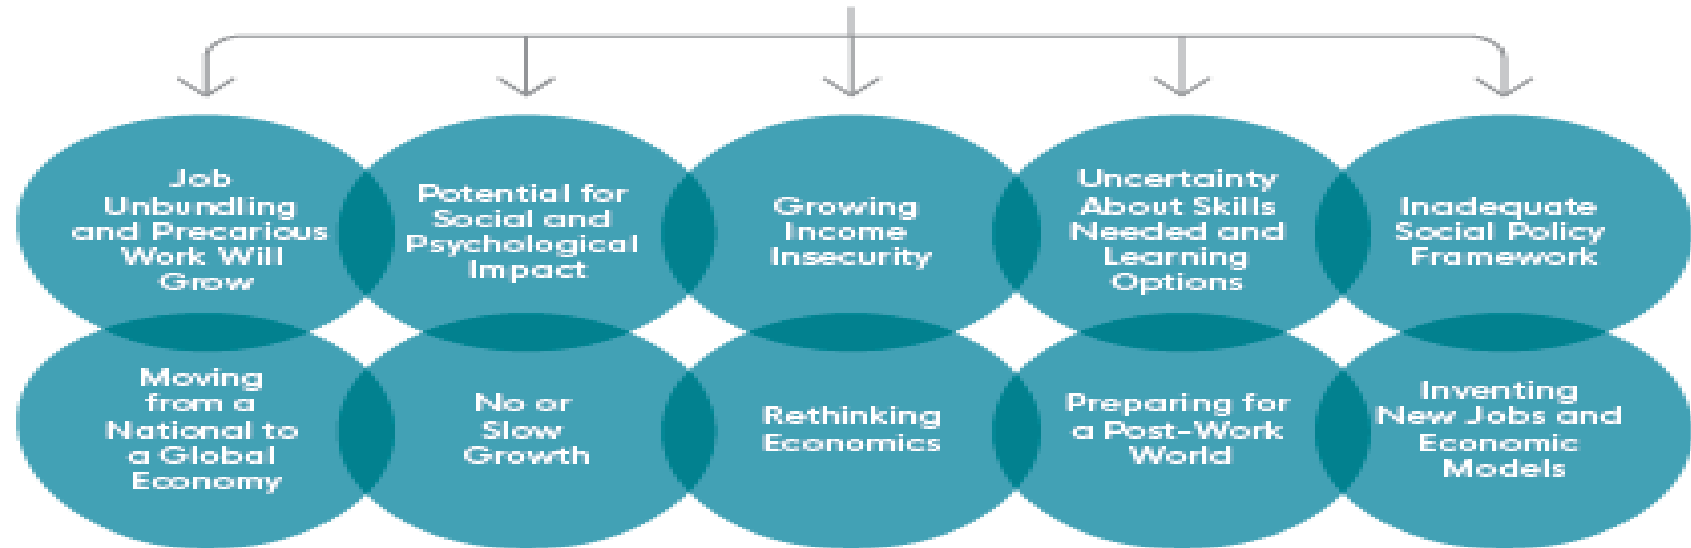 Job
Unbundling
and Precarious
Work Will
Grow
Potential for
Social and
Psychological
Impact
Growing
Income
Insecurity
Uncertainty
About Skills
Needed and
Learning
Options
Inadequate
Social Policy
Framework
Moving
from a
National to
a Global
Economy
No or
Slow
Growth
Rethinking
Economics
Preparing for
a Post-Work
World
Inventing
New Jobs and
Economic
Models